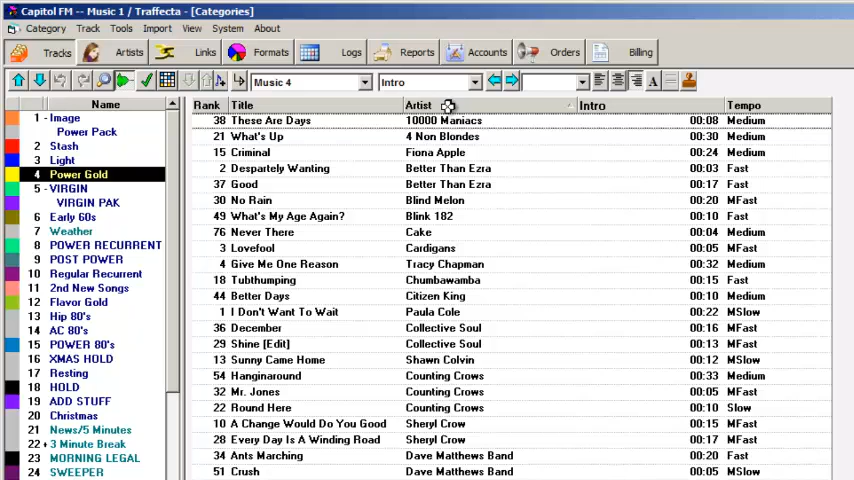 Capitol FM -- Music 1 / Traffecta - [Categories]
Category Track Tools Import View System About
Tracks Artists Links Formats Logs Reports Accounts Orders Billing
Music 4 Intro
Name
1 - Image
Power Pack
2 Stash
3 Light
4 Power Gold
5 - VIRGIN
VIRGIN PAK
6 Early 60s
7 Weather
8 POWER RECURRENT
9 POST POWER
10 Regular Recurrent
11 2nd New Songs
12 Flavor Gold
13 Hip 80's
14 AC 80's
15 POWER 80's
16 XMAS HOLD
17 Resting
18 HOLD
19 ADD STUFF
20 Christmas
21 News/5 Minutes
22 + 3 Minute Break
23 MORNING LEGAL
24 SWEEPER
Rank Title Artist Intro Tempo
38 These Are Days 10000 Maniacs 00:08 Medium
21 What's Up 4 Non Blondes 00:30 Medium
15 Criminal Fiona Apple 00:24 Medium
2 Despartely Wanting Better Than Ezra 00:03 Fast
37 Good Better Than Ezra 00:17 Fast
30 No Rain Blind Melon 00:20 MFast
49 What's My Age Again? Blink 182 00:10 Fast
76 Never There Cake 00:04 Medium
3 Lovefool Cardigans 00:05 MFast
4 Give Me One Reason Tracy Chapman 00:32 Medium
18 Tubthumping Chumbawamba 00:15 Fast
44 Better Days Citizen King 00:10 Medium
1 I Don't Want To Wait Paula Cole 00:22 MSlow
36 December Collective Soul 00:16 MFast
29 Shine [Edit] Collective Soul 00:13 MFast
13 Sunny Came Home Shawn Colvin 00:12 MSlow
54 Hanginaround Counting Crows 00:33 Medium
32 Mr. Jones Counting Crows 00:05 MFast
22 Round Here Counting Crows 00:10 Slow
10 A Change Would Do You Good Sheryl Crow 00:15 MFast
28 Every Day Is A Winding Road Sheryl Crow 00:17 MFast
34 Ants Marching Dave Matthews Band 00:20 Fast
51 Crush Dave Matthews Band 00:05 MSlow